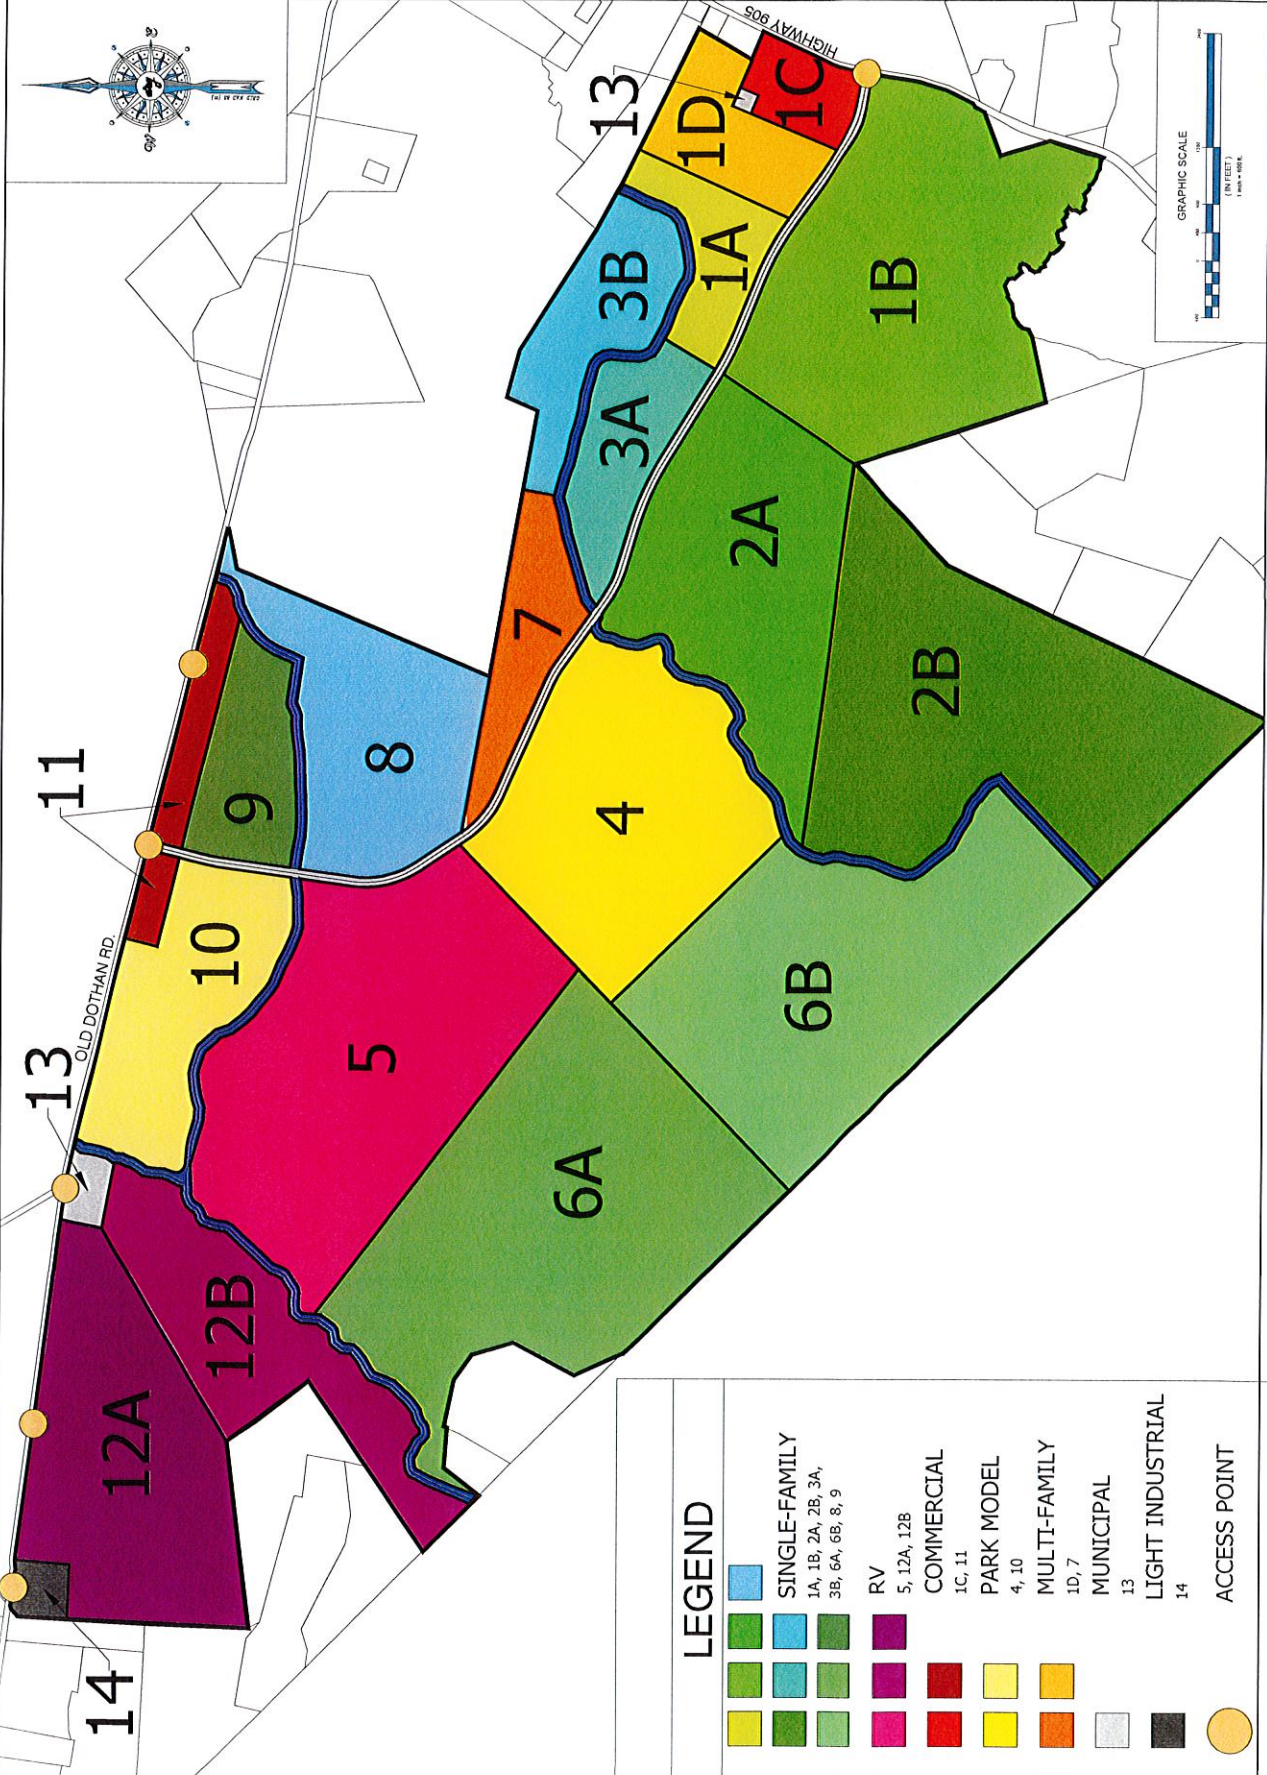 13
HIGHWAY 905
1C
1D
1A
1B
3B
3A
2A
2B
7
11
9
8
4
OLD DOTHAN RD.
10
13
5
6B
6A
12B
12A
14
GRAPHIC SCALE
( IN FEET )
LEGEND
SINGLE-FAMILY
1A, 1B, 2A, 2B, 3A,
3B, 6A, 6B, 8, 9
RV
5, 12A, 12B
COMMERCIAL
1C, 11
PARK MODEL
4, 10
MULTI-FAMILY
1D, 7
MUNICIPAL
13
LIGHT INDUSTRIAL
14
ACCESS POINT